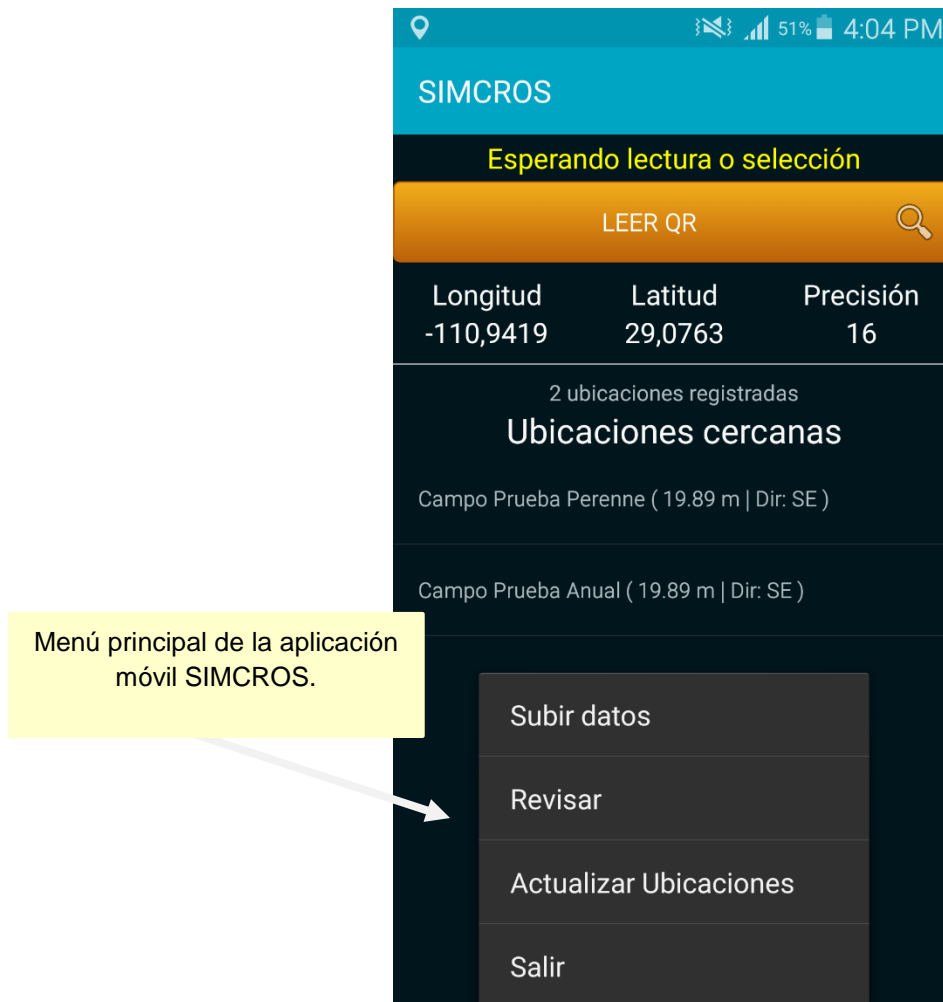 51% 4:04 PM
SIMCROS
Esperando lectura o selección
LEER QR
Longitud Latitud Precisión
-110,9419 29,0763 16
2 ubicaciones registradas
Ubicaciones cercanas
Campo Prueba Perenne ( 19.89 m | Dir: SE )
Campo Prueba Anual ( 19.89 m | Dir: SE )
Menú principal de la aplicación
móvil SIMCROS.
Subir datos
Revisar
Actualizar Ubicaciones
Salir